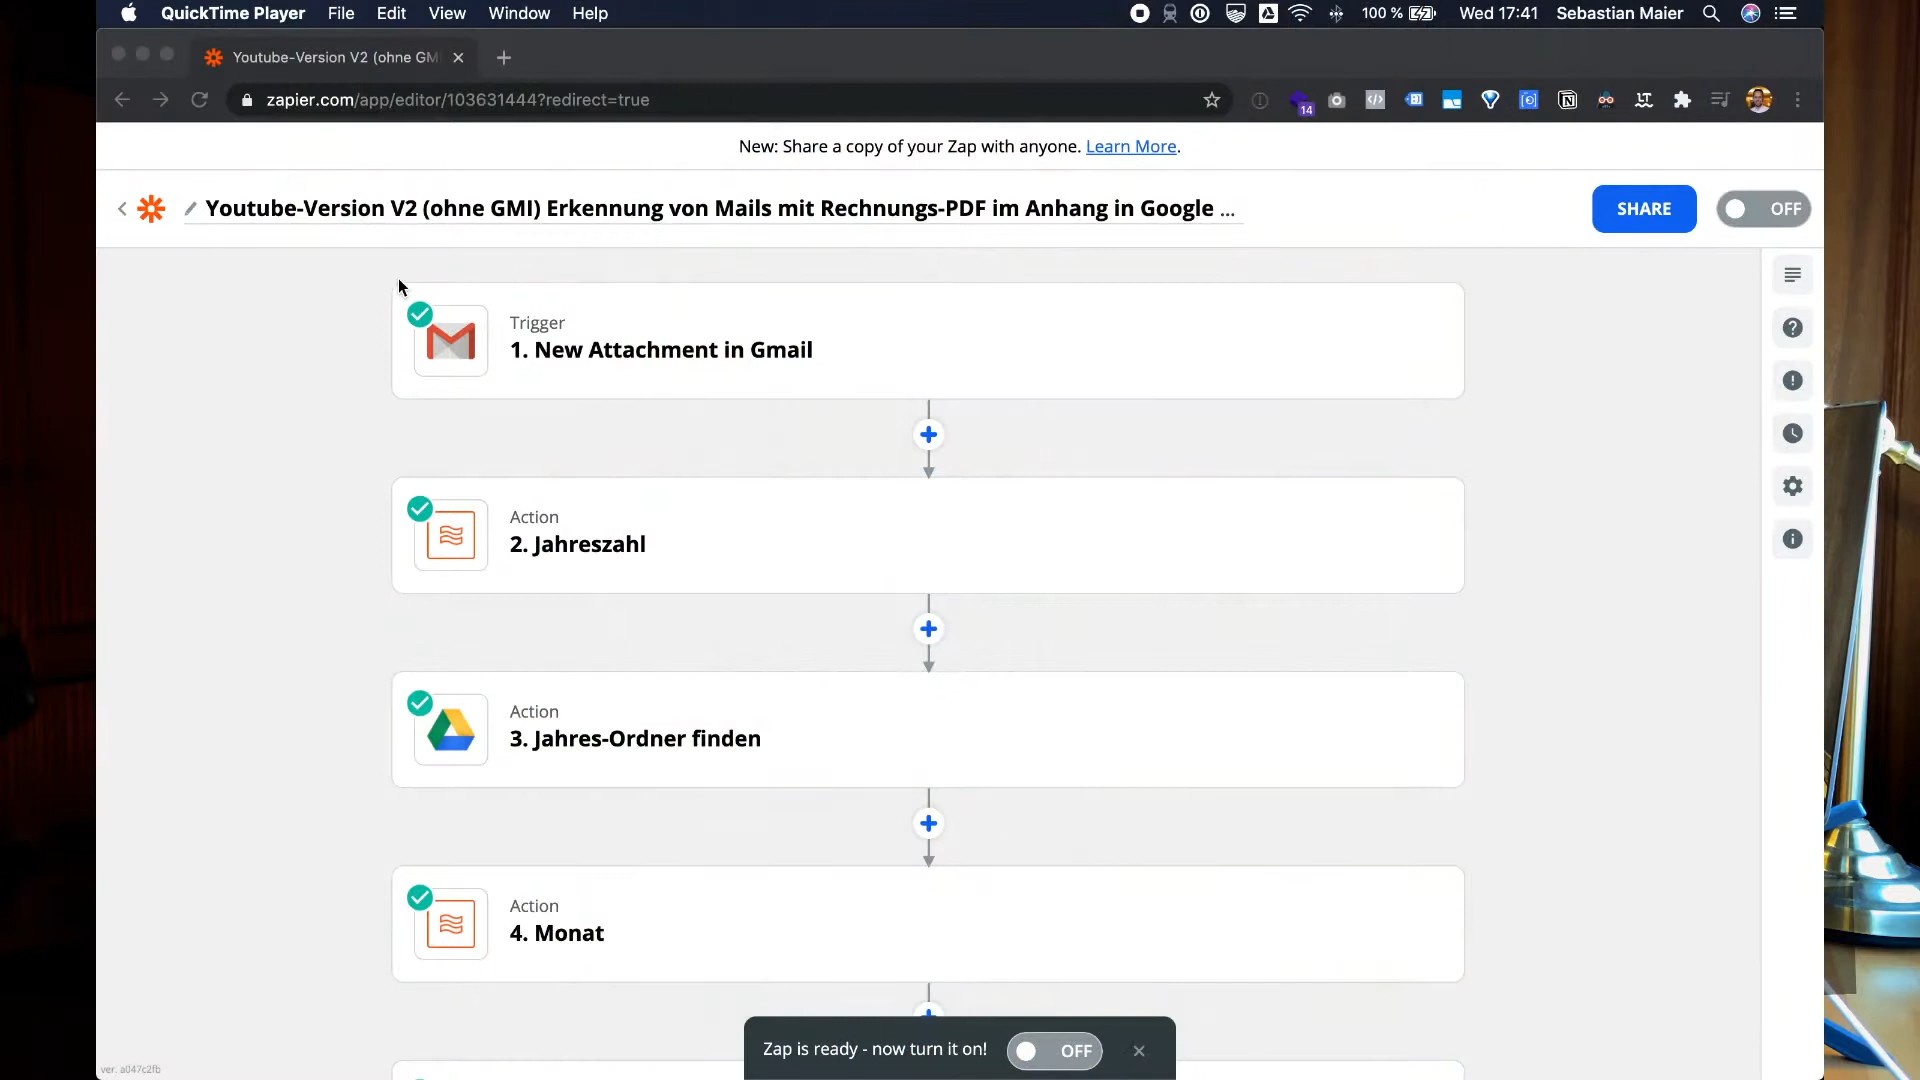 QuickTime Player File Edit View Window Help 100 % Wed 17:41 Sebastian Maier
Youtube-Version V2 (ohne GMI
zapier.com/app/editor/103631444?redirect=true
14
New: Share a copy of your Zap with anyone. Learn More.
Youtube-Version V2 (ohne GMI) Erkennung von Mails mit Rechnungs-PDF im Anhang in Google ...
SHARE
OFF
Trigger
1. New Attachment in Gmail
Action
2. Jahreszahl
Action
3. Jahres-Ordner finden
Action
4. Monat
Zap is ready - now turn it on! OFF
ver. a047c2fb